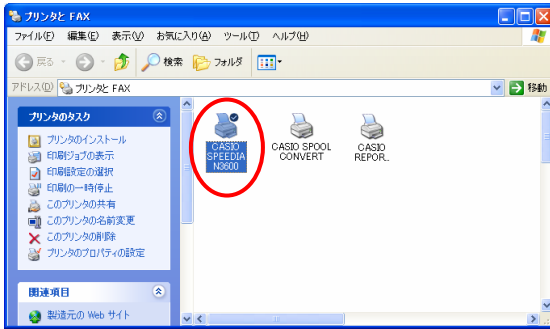 プリンタと FAX
ファイル(F) 編集(E) 表示(V) お気に入り(A) ツール(T) ヘルプ(H)
戻る 検索 フォルダ
アドレス(D) プリンタと FAX 移動
プリンタのタスク
プリンタのインストール
印刷ジョブの表示
印刷設定の選択
印刷の一時停止
このプリンタの共有
このプリンタの名前変更
このプリンタの削除
プリンタのプロパティの設定
関連項目
製造元の Web サイト
CASIO
SPEEDIA
N3600
CASIO SPOOL
CONVERT
CASIO
REPOR...